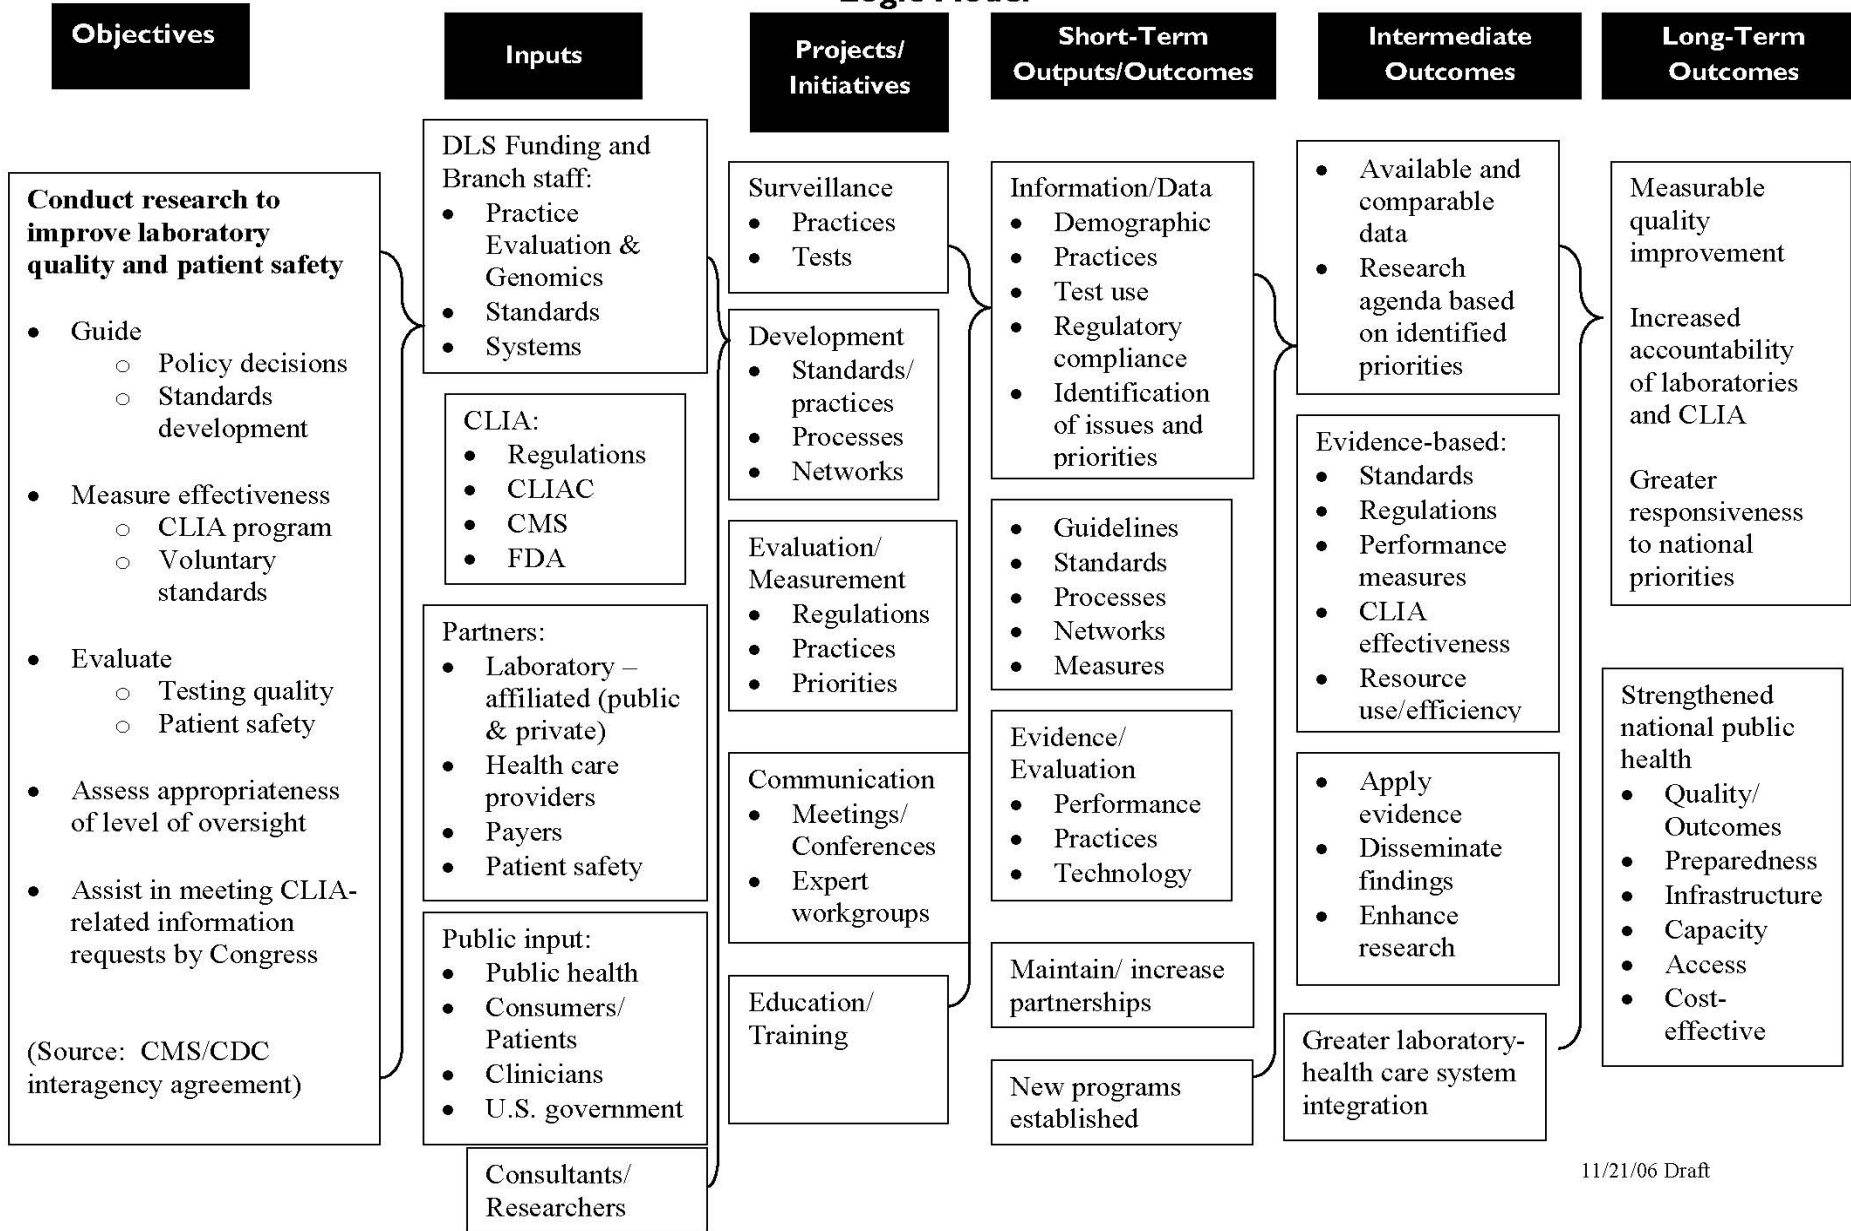 Logic Model
Objectives
Inputs
Projects/
Initiatives
Short-Term
Outputs/Outcomes
Intermediate
Outcomes
Long-Term
Outcomes
Conduct research to
improve laboratory
quality and patient safety
• Guide
o Policy decisions
o Standards
development
• Measure effectiveness
o CLIA program
o Voluntary
standards
• Evaluate
o Testing quality
o Patient safety
• Assess appropriateness
of level of oversight
• Assist in meeting CLIA-
related information
requests by Congress
(Source: CMS/CDC
interagency agreement)
DLS Funding and
Branch staff:
• Practice
Evaluation &
Genomics
• Standards
• Systems
CLIA:
• Regulations
• CLIAC
• CMS
• FDA
Partners:
• Laboratory –
affiliated (public
& private)
• Health care
providers
• Payers
• Patient safety
Public input:
• Public health
• Consumers/
Patients
• Clinicians
• U.S. government
Consultants/
Researchers
Surveillance
• Practices
• Tests
Development
• Standards/
practices
• Processes
• Networks
Evaluation/
Measurement
• Regulations
• Practices
• Priorities
Communication
• Meetings/
Conferences
• Expert
workgroups
Education/
Training
Information/Data
• Demographic
• Practices
• Test use
• Regulatory
compliance
• Identification
of issues and
priorities
• Guidelines
• Standards
• Processes
• Networks
• Measures
Evidence/
Evaluation
• Performance
• Practices
• Technology
Maintain/ increase
partnerships
New programs
established
• Available and
comparable
data
• Research
agenda based
on identified
priorities
Evidence-based:
• Standards
• Regulations
• Performance
measures
• CLIA
effectiveness
• Resource
use/efficiency
• Apply
evidence
• Disseminate
findings
• Enhance
research
Greater laboratory-
health care system
integration
Measurable
quality
improvement
Increased
accountability
of laboratories
and CLIA
Greater
responsiveness
to national
priorities
Strengthened
national public
health
• Quality/
Outcomes
• Preparedness
• Infrastructure
• Capacity
• Access
• Cost-
effective
11/21/06 Draft